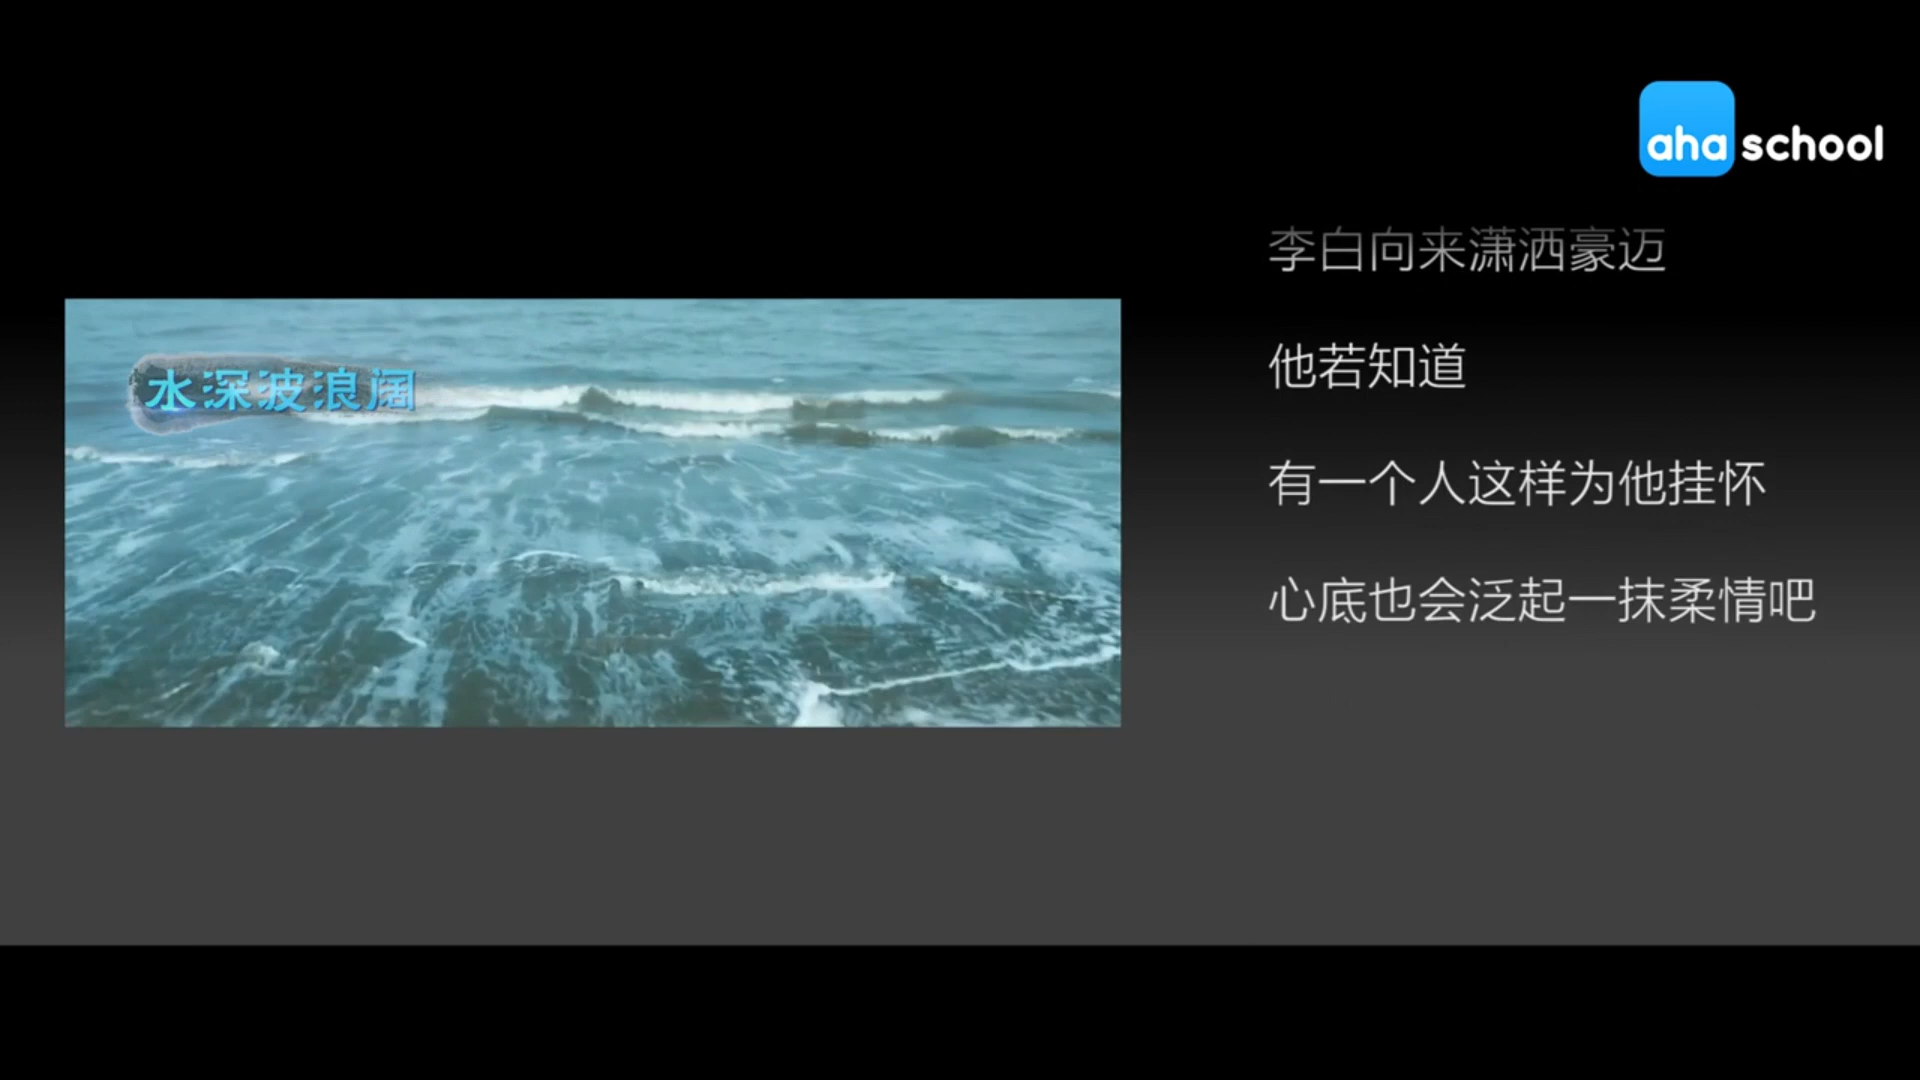 aha school
水深波浪阔
李白向来潇洒豪迈
他若知道
有一个人这样为他挂怀
心底也会泛起一抹柔情吧